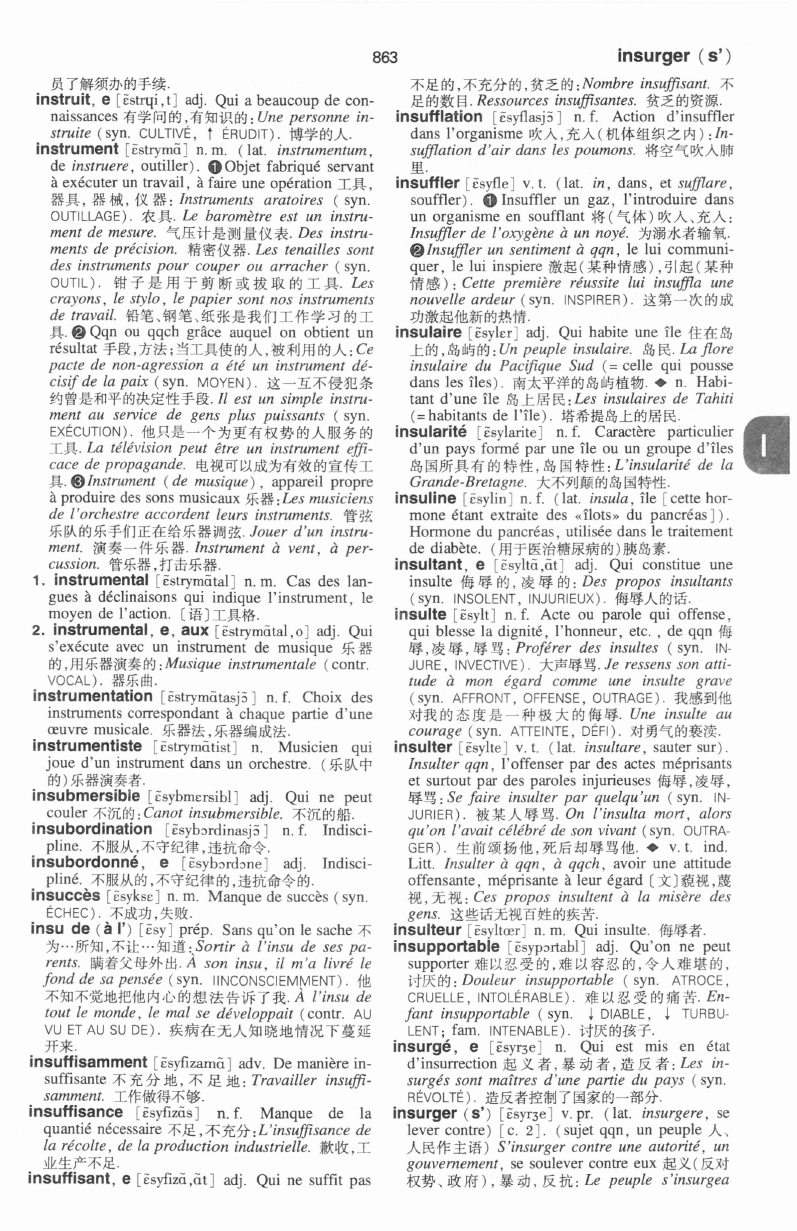 863
insurger (s')
员了解须办的手续.
instruit, e [ɛ̃strɥi,t] adj. Qui a beaucoup de con-
naissances 有学问的,有知识的:Une personne in-
struite (syn. CULTIVÉ, ↑ ÉRUDIT). 博学的人.
instrument [ɛ̃strymɑ̃] n. m. (lat. instrumentum,
de instruere, outiller). ❶Objet fabriqué servant
à exécuter un travail, à faire une opération 工具,
器具, 器械, 仪器: Instruments aratoires (syn.
OUTILLAGE). 农具. Le baromètre est un instru-
ment de mesure. 气压计是测量仪表. Des instru-
ments de précision. 精密仪器. Les tenailles sont
des instruments pour couper ou arracher (syn.
OUTIL). 钳子是用于剪断或拔取的工具. Les
crayons, le stylo, le papier sont nos instruments
de travail. 铅笔、钢笔、纸张是我们工作学习的工
具. ❷ Qqn ou qqch grâce auquel on obtient un
résultat 手段,方法;当工具使的人,被利用的人:Ce
pacte de non-agression a été un instrument dé-
cisif de la paix (syn. MOYEN). 这一互不侵犯条
约曾是和平的决定性手段. Il est un simple instru-
ment au service de gens plus puissants (syn.
EXÉCUTION). 他只是一个为更有权势的人服务的
工具. La télévision peut être un instrument effi-
cace de propagande. 电视可以成为有效的宣传工
具. ❸Instrument (de musique), appareil propre
à produire des sons musicaux 乐器:Les musiciens
de l'orchestre accordent leurs instruments. 管弦
乐队的乐手们正在给乐器调弦. Jouer d'un instru-
ment. 演奏一件乐器. Instrument à vent, à per-
cussion. 管乐器,打击乐器.
1. instrumental [ɛ̃strymɑ̃tal] n. m. Cas des lan-
gues à déclinaisons qui indique l'instrument, le
moyen de l'action. 〔语〕工具格.
2. instrumental, e, aux [ɛ̃strymɑ̃tal,o] adj. Qui
s'exécute avec un instrument de musique 乐器
的,用乐器演奏的:Musique instrumentale (contr.
VOCAL). 器乐曲.
instrumentation [ɛ̃strymɑ̃tasjɔ̃] n. f. Choix des
instruments correspondant à chaque partie d'une
œuvre musicale. 乐器法,乐器编成法.
instrumentiste [ɛ̃strymɑ̃tist] n. Musicien qui
joue d'un instrument dans un orchestre. (乐队中
的)乐器演奏者.
insubmersible [ɛ̃sybmɛrsibl] adj. Qui ne peut
couler 不沉的:Canot insubmersible. 不沉的船.
insubordination [ɛ̃sybɔrdinasjɔ̃] n. f. Indisci-
pline. 不服从,不守纪律,违抗命令.
insubordonné, e [ɛ̃sybɔrdɔne] adj. Indisci-
pliné. 不服从的,不守纪律的,违抗命令的.
insuccès [ɛ̃syksɛ] n. m. Manque de succès (syn.
ÉCHEC). 不成功,失败.
insu de (à l') [ɛ̃sy] prép. Sans qu'on le sache 不
为…所知,不让…知道:Sortir à l'insu de ses pa-
rents. 瞒着父母外出. À son insu, il m'a livré le
fond de sa pensée (syn. IINCONSCIEMMENT). 他
不知不觉地把他内心的想法告诉了我. À l'insu de
tout le monde, le mal se développait (contr. AU
VU ET AU SU DE). 疾病在无人知晓地情况下蔓延
开来.
insuffisamment [ɛ̃syfizamɑ̃] adv. De manière in-
suffisante 不充分地, 不足地: Travailler insuffi-
samment. 工作做得不够.
insuffisance [ɛ̃syfizɑ̃s] n. f. Manque de la
quantité nécessaire 不足,不充分:L'insuffisance de
la récolte, de la production industrielle. 歉收,工
业生产不足.
insuffisant, e [ɛ̃syfizɑ̃,ɑ̃t] adj. Qui ne suffit pas
不足的,不充分的,贫乏的:Nombre insuffisant. 不
足的数目. Ressources insuffisantes. 贫乏的资源.
insufflation [ɛ̃syflasjɔ̃] n. f. Action d'insuffler
dans l'organisme 吹入,充入(机体组织之内):In-
sufflation d'air dans les poumons. 将空气吹入肺
里.
insuffler [ɛ̃syfle] v. t. (lat. in, dans, et sufflare,
souffler). ❶ Insuffler un gaz, l'introduire dans
un organisme en soufflant 将(气体)吹入、充入:
Insuffler de l'oxygène à un noyé. 为溺水者输氧.
❷Insuffler un sentiment à qqn, le lui communi-
quer, le lui inspiere 激起(某种情感),引起(某种
情感): Cette première réussite lui insuffla une
nouvelle ardeur (syn. INSPIRER). 这第一次的成
功激起他新的热情.
insulaire [ɛ̃sylɛr] adj. Qui habite une île 住在岛
上的,岛屿的:Un peuple insulaire. 岛民. La flore
insulaire du Pacifique Sud (= celle qui pousse
dans les îles). 南太平洋的岛屿植物. ◆ n. Habi-
tant d'une île 岛上居民:Les insulaires de Tahiti
(=habitants de l'île). 塔希提岛上的居民.
insularité [ɛ̃sylarite] n. f. Caractère particulier
d'un pays formé par une île ou un groupe d'îles
岛国所具有的特性,岛国特性:L'insularité de la
Grande-Bretagne. 大不列颠的岛国特性.
insuline [ɛ̃sylin] n. f. (lat. insula, île [cette hor-
mone étant extraite des «îlots» du pancréas]).
Hormone du pancréas, utilisée dans le traitement
de diabète. (用于医治糖尿病的)胰岛素.
insultant, e [ɛ̃syltɑ̃,ɑ̃t] adj. Qui constitue une
insulte 侮辱的, 凌辱的: Des propos insultants
(syn. INSOLENT, INJURIEUX). 侮辱人的话.
insulte [ɛ̃sylt] n. f. Acte ou parole qui offense,
qui blesse la dignité, l'honneur, etc., de qqn 侮
辱,凌辱,辱骂:Proférer des insultes (syn. IN-
JURE, INVECTIVE). 大声辱骂. Je ressens son atti-
tude à mon égard comme une insulte grave
(syn. AFFRONT, OFFENSE, OUTRAGE). 我感到他
对我的态度是一种极大的侮辱. Une insulte au
courage (syn. ATTEINTE, DÉFI). 对勇气的亵渎.
insulter [ɛ̃sylte] v. t. (lat. insultare, sauter sur).
Insulter qqn, l'offenser par des actes méprisants
et surtout par des paroles injurieuses 侮辱,凌辱,
辱骂:Se faire insulter par quelqu'un (syn. IN-
JURIER). 被某人辱骂. On l'insulta mort, alors
qu'on l'avait célébré de son vivant (syn. OUTRA-
GER). 生前颂扬他,死后却辱骂他. ◆ v. t. ind.
Litt. Insulter à qqn, à qqch, avoir une attitude
offensante, méprisante à leur égard〔文〕藐视,蔑
视,无视: Ces propos insultent à la misère des
gens. 这些话无视百姓的疾苦.
insulteur [ɛ̃syltœr] n. m. Qui insulte. 侮辱者.
insupportable [ɛ̃sypɔrtabl] adj. Qu'on ne peut
supporter 难以忍受的,难以容忍的,令人难堪的,
讨厌的: Douleur insupportable (syn. ATROCE,
CRUELLE, INTOLÉRABLE). 难以忍受的痛苦. En-
fant insupportable (syn. ↓ DIABLE, ↓ TURBU-
LENT; fam. INTENABLE). 讨厌的孩子.
insurgé, e [ɛ̃syrʒe] n. Qui est mis en état
d'insurrection 起义者, 暴动者, 造反者: Les in-
surgés sont maîtres d'une partie du pays (syn.
RÉVOLTÉ). 造反者控制了国家的一部分.
insurger (s') [ɛ̃syrʒe] v. pr. (lat. insurgere, se
lever contre) [c. 2]. (sujet qqn, un peuple 人、
人民作主语) S'insurger contre une autorité, un
gouvernement, se soulever contre eux 起义(反对
权势、政府), 暴动, 反抗: Le peuple s'insurgea
I